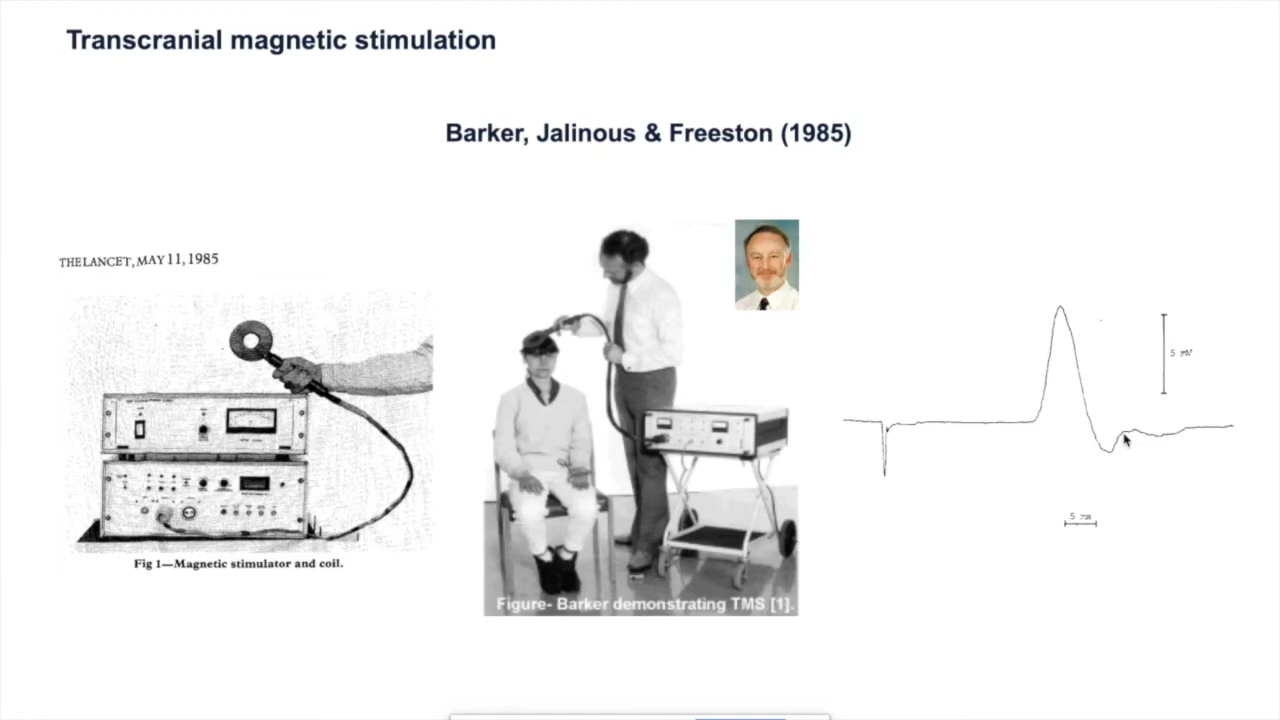 Transcranial magnetic stimulation
Barker, Jalinous & Freeston (1985)
THE LANCET, MAY 11, 1985
Fig 1—Magnetic stimulator and coil.
Figure- Barker demonstrating TMS [1].
5 mV
5 ms